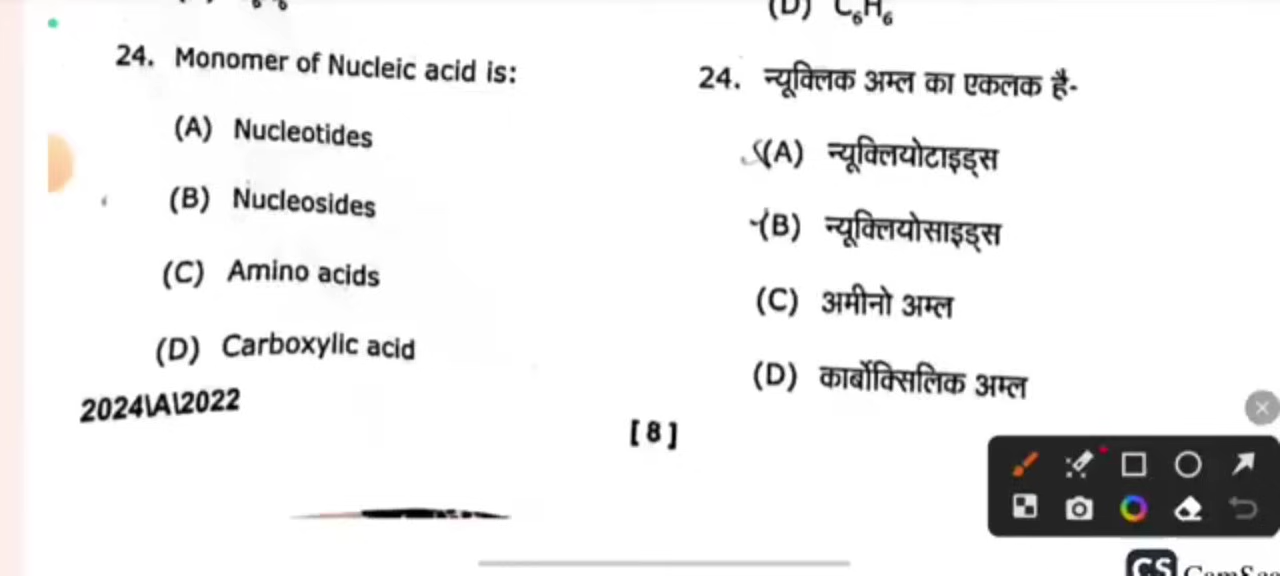 (D) C₆H₆
24. Monomer of Nucleic acid is:
(A) Nucleotides
(B) Nucleosides
(C) Amino acids
(D) Carboxylic acid
2024\A\2022
24. न्यूक्लिक अम्ल का एकलक है-
(A) न्यूक्लियोटाइड्स
(B) न्यूक्लियोसाइड्स
(C) अमीनो अम्ल
(D) कार्बोक्सिलिक अम्ल
[8]
CS